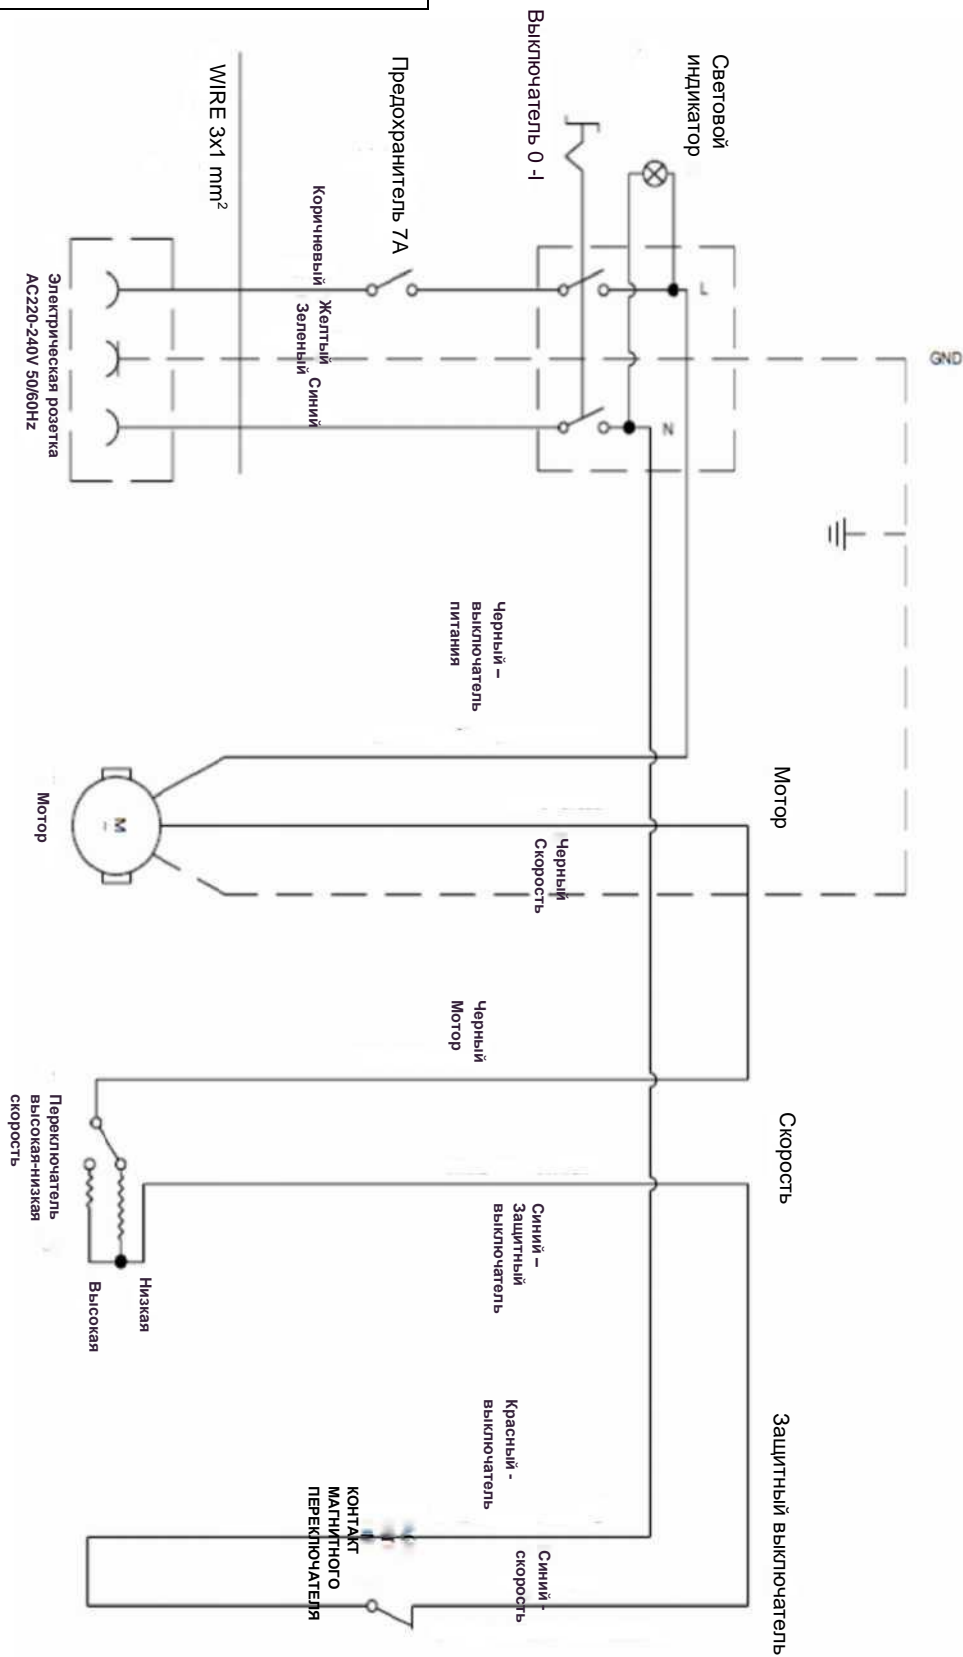 Световой
индикатор
Выключатель 0 -I
Предохранитель 7А
WIRE 3x1 mm²
Коричневый
Желтый
Зеленый
Синий
Электрическая розетка
AC220-240V 50/60Hz
L
N
GND
Черный –
выключатель
питания
Мотор
Черный
Скорость
M
~
Мотор
Черный
Мотор
Скорость
Переключатель
высокая-низкая
скорость
Низкая
Высокая
Синий –
Защитный
выключатель
Защитный выключатель
Красный -
выключатель
КОНТАКТ
МАГНИТНОГО
ПЕРЕКЛЮЧАТЕЛЯ
Синий -
скорость